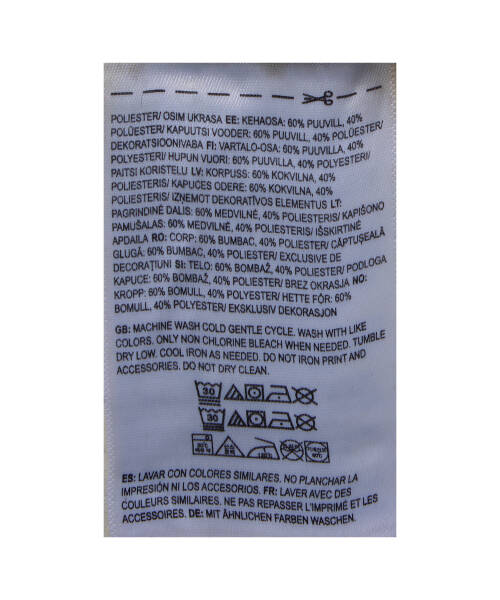 POLIESTER/ OSIM UKRASA EE: KEHAOSA: 60% PUUVILL, 40%
POLÜESTER/ KAPUUTSI VOODER: 60% PUUVILL, 40% POLÜESTER/
DEKORATSIOONIVABA FI: VARTALO-OSA: 60% PUUVILLA, 40%
POLYESTERI/ HUPUN VUORI: 60% PUUVILLA, 40% POLYESTERI/
PAITSI KORISTELU LV: KORPUSS: 60% KOKVILNA, 40%
POLIESTERIS/ KAPUCES ODERE: 60% KOKVILNA, 40%
POLIESTERIS/ IZŅEMOT DEKORATĪVOS ELEMENTUS LT:
PAGRINDINĖ DALIS: 60% MEDVILNĖ, 40% POLIESTERIS/ KAPIŠONO
PAMUŠALAS: 60% MEDVILNĖ, 40% POLIESTERIS/ IŠSKIRTINĖ
APDAILA RO: CORP: 60% BUMBAC, 40% POLIESTER/ CĂPTUȘEALĂ
GLUGĂ: 60% BUMBAC, 40% POLIESTER/ EXCLUSIV DE
DECORAȚIUNI SI: TELO: 60% BOMBAŽ, 40% POLIESTER/ PODLOGA
KAPUCE: 60% BOMBAŽ, 40% POLIESTER/ BREZ OKRASJA NO:
KROPP: 60% BOMULL, 40% POLYESTER/ HETTE FÔR: 60%
BOMULL, 40% POLYESTER/ EKSKLUSIV DEKORASJON
GB: MACHINE WASH COLD GENTLE CYCLE. WASH WITH LIKE
COLORS. ONLY NON CHLORINE BLEACH WHEN NEEDED. TUMBLE
DRY LOW. COOL IRON AS NEEDED. DO NOT IRON PRINT AND
ACCESSORIES. DO NOT DRY CLEAN.
30
30
ES: LAVAR CON COLORES SIMILARES. NO PLANCHAR LA
IMPRESIÓN NI LOS ACCESORIOS. FR: LAVER AVEC DES
COULEURS SIMILAIRES. NE PAS REPASSER L'IMPRIMÉ ET LES
ACCESSOIRES. DE: MIT ÄHNLICHEN FARBEN WASCHEN.